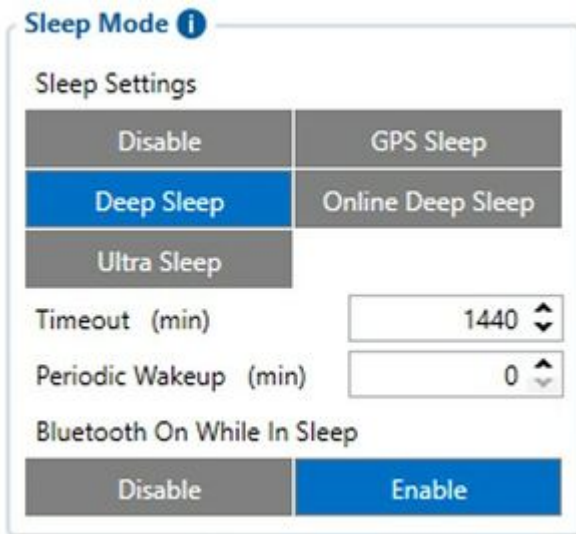 Sleep Mode i
Sleep Settings
Disable GPS Sleep
Deep Sleep Online Deep Sleep
Ultra Sleep
Timeout (min) 1440
Periodic Wakeup (min) 0
Bluetooth On While In Sleep
Disable Enable